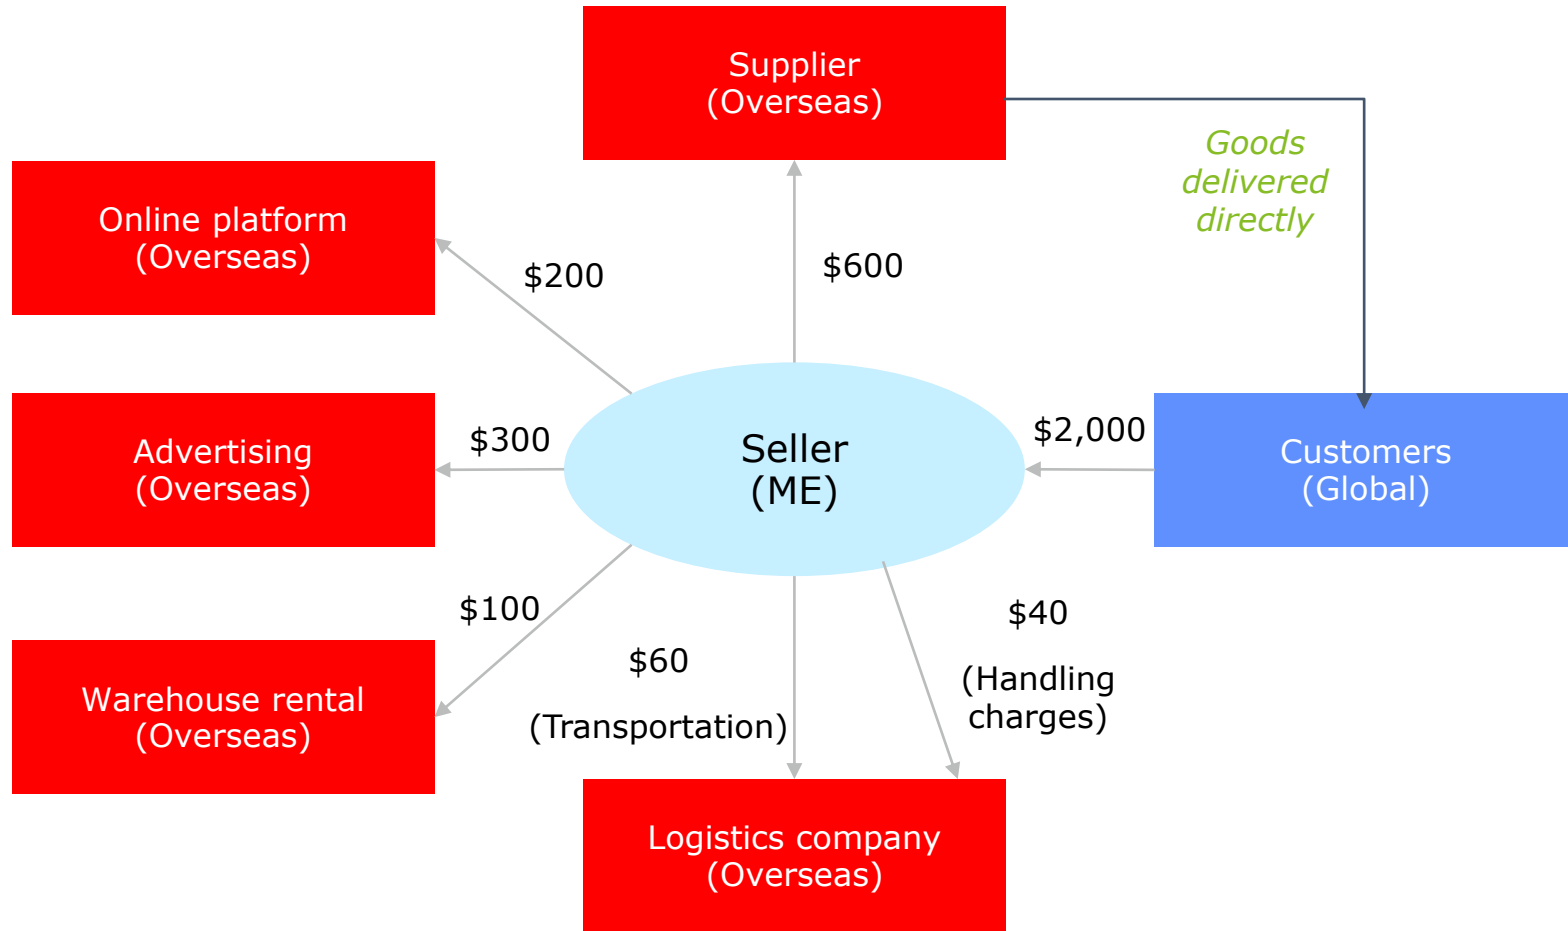 Supplier
(Overseas)
Goods
delivered
directly
Online platform
(Overseas)
$200
$600
Advertising
(Overseas)
$300
Seller
(ME)
$2,000
Customers
(Global)
$100
Warehouse rental
(Overseas)
$60
(Transportation)
$40
(Handling
charges)
Logistics company
(Overseas)